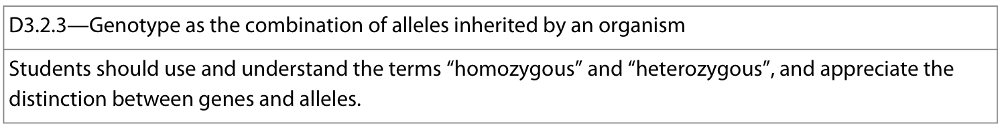 D3.2.3—Genotype as the combination of alleles inherited by an organism
Students should use and understand the terms “homozygous” and “heterozygous”, and appreciate the
distinction between genes and alleles.